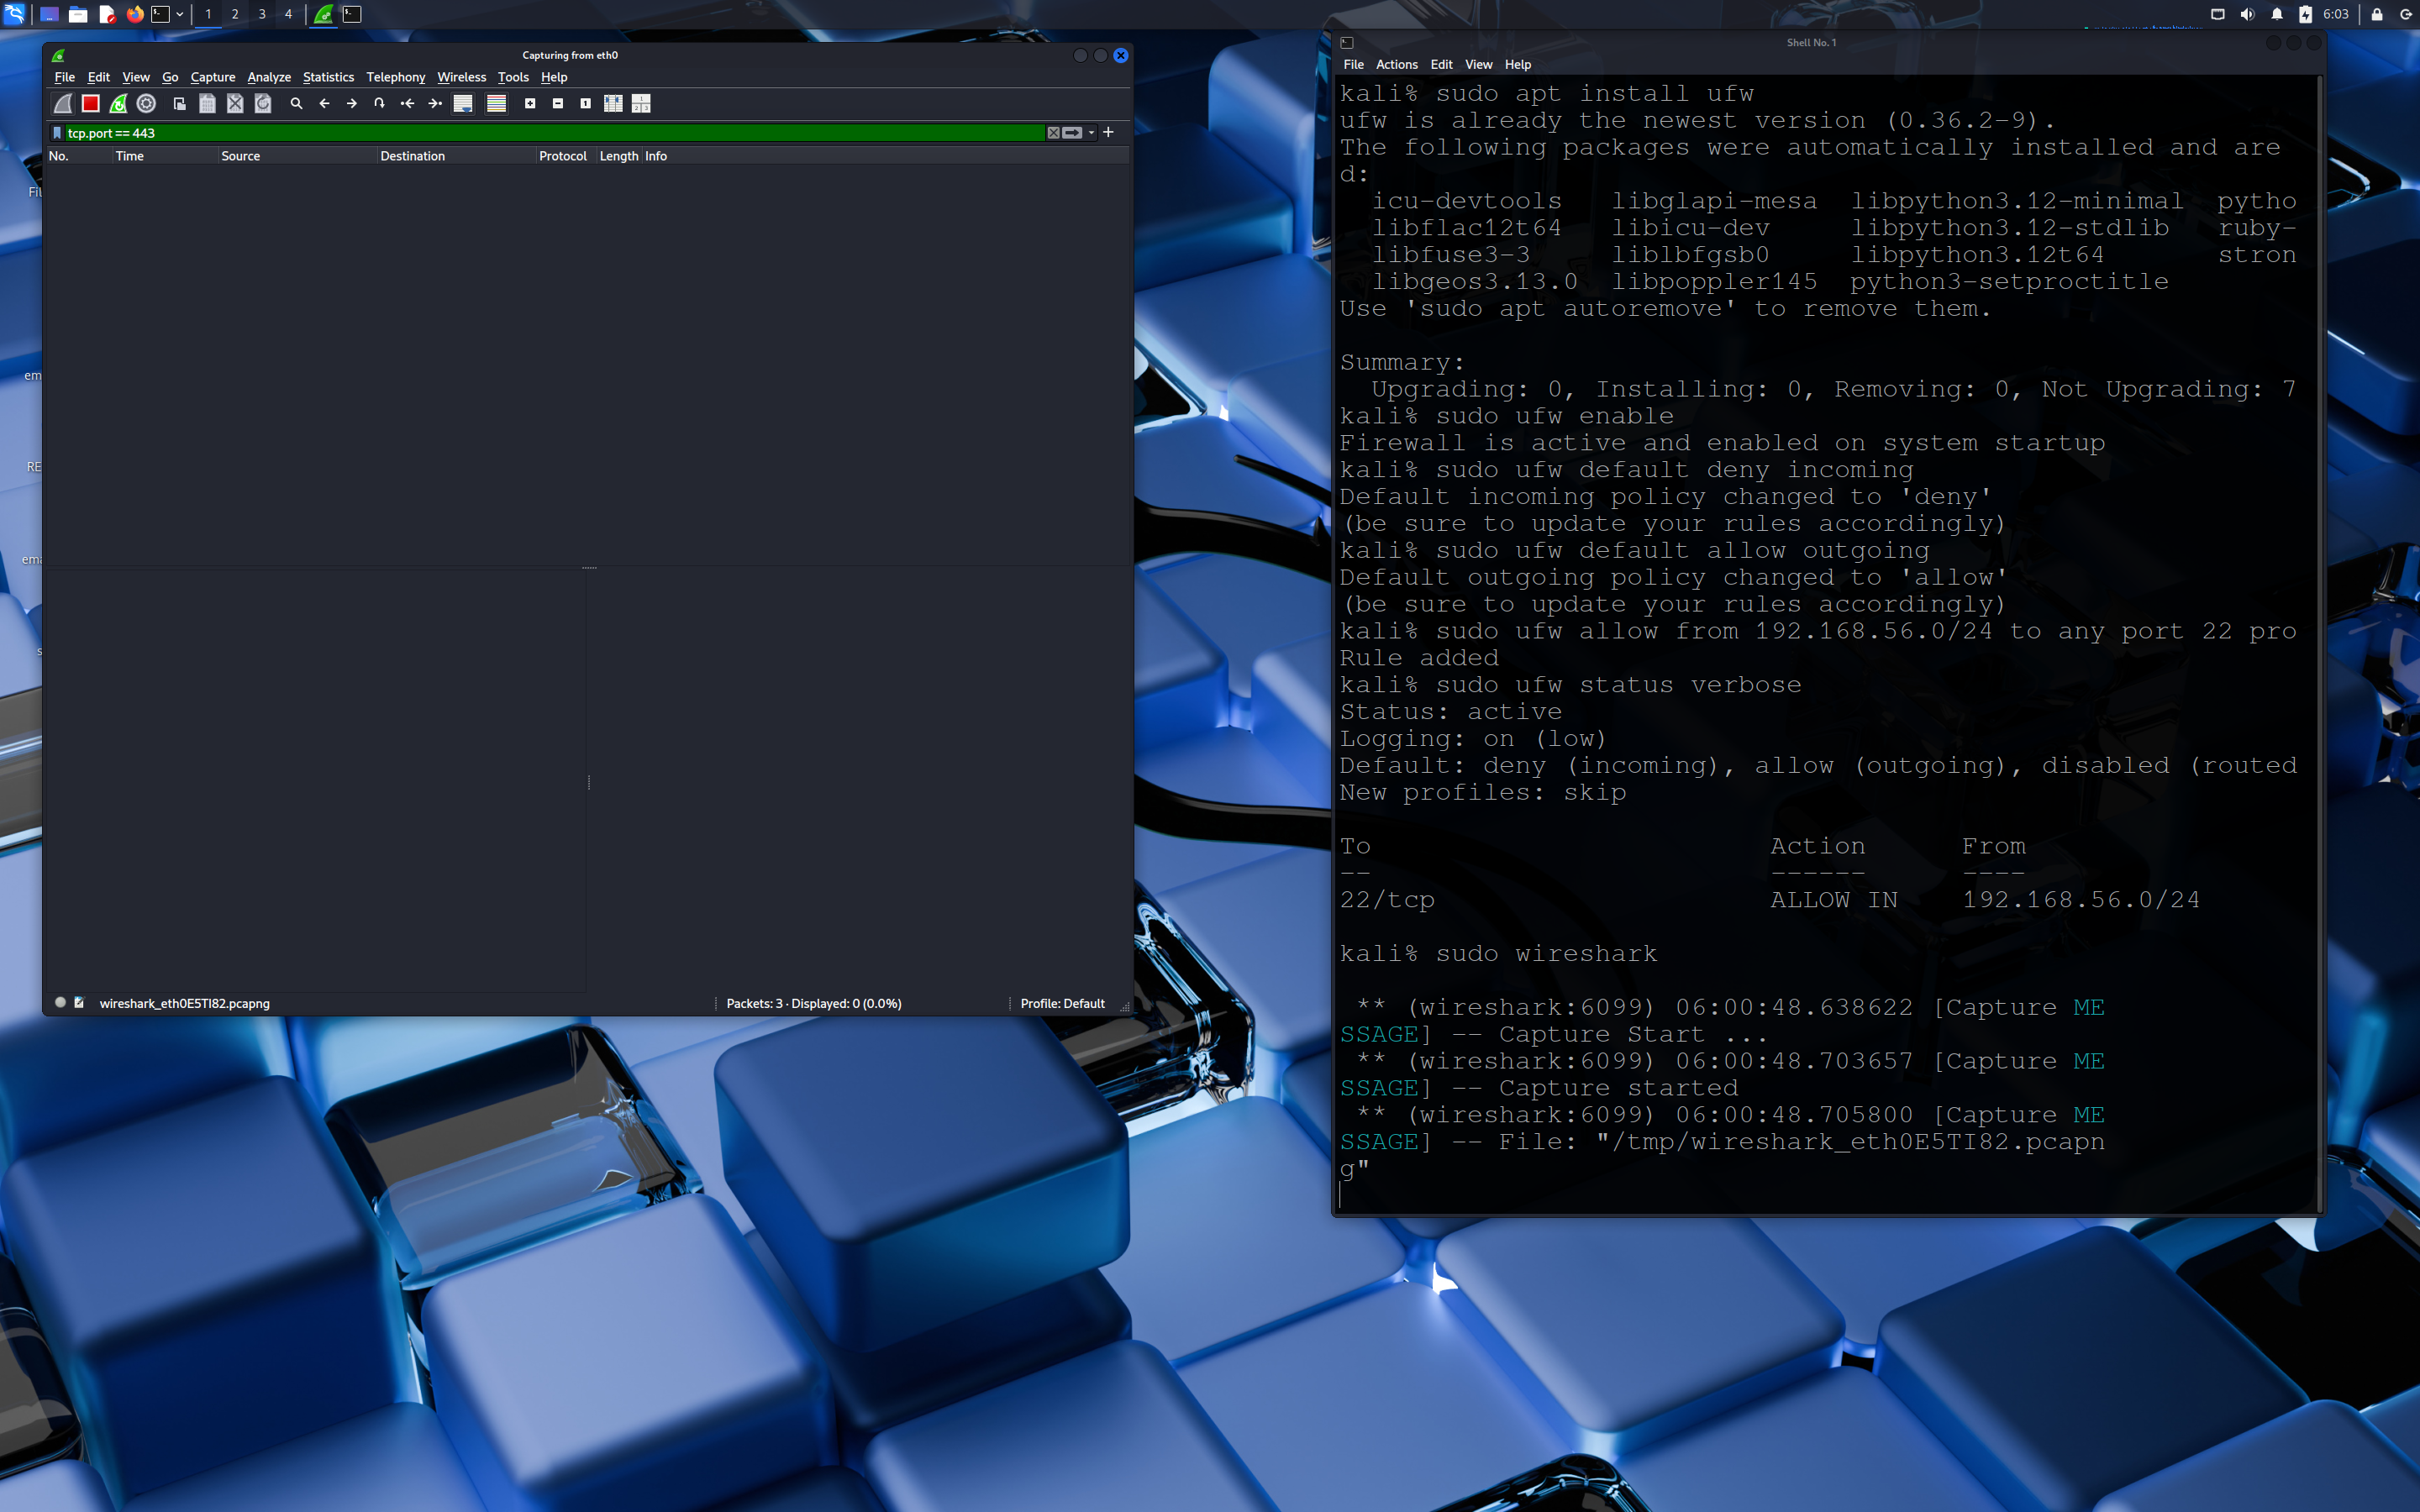 1 2 3 4
6:03
Capturing from eth0
File Edit View Go Capture Analyze Statistics Telephony Wireless Tools Help
tcp.port == 443
No. Time Source Destination Protocol Length Info
Fil
em
RE
ema
s
wireshark_eth0E5TI82.pcapng
Packets: 3 · Displayed: 0 (0.0%)
Profile: Default
Shell No. 1
File Actions Edit View Help
kali% sudo apt install ufw
ufw is already the newest version (0.36.2-9).
The following packages were automatically installed and are
d:
icu-devtools libglapi-mesa libpython3.12-minimal pytho
libflac12t64 libicu-dev libpython3.12-stdlib ruby-
libfuse3-3 liblbfgsb0 libpython3.12t64 stron
libgeos3.13.0 libpoppler145 python3-setproctitle
Use 'sudo apt autoremove' to remove them.
Summary:
Upgrading: 0, Installing: 0, Removing: 0, Not Upgrading: 7
kali% sudo ufw enable
Firewall is active and enabled on system startup
kali% sudo ufw default deny incoming
Default incoming policy changed to 'deny'
(be sure to update your rules accordingly)
kali% sudo ufw default allow outgoing
Default outgoing policy changed to 'allow'
(be sure to update your rules accordingly)
kali% sudo ufw allow from 192.168.56.0/24 to any port 22 pro
Rule added
kali% sudo ufw status verbose
Status: active
Logging: on (low)
Default: deny (incoming), allow (outgoing), disabled (routed
New profiles: skip
To Action From
-- ------ ----
22/tcp ALLOW IN 192.168.56.0/24
kali% sudo wireshark
** (wireshark:6099) 06:00:48.638622 [Capture ME
SSAGE] -- Capture Start ...
** (wireshark:6099) 06:00:48.703657 [Capture ME
SSAGE] -- Capture started
** (wireshark:6099) 06:00:48.705800 [Capture ME
SSAGE] -- File: "/tmp/wireshark_eth0E5TI82.pcapn
g"